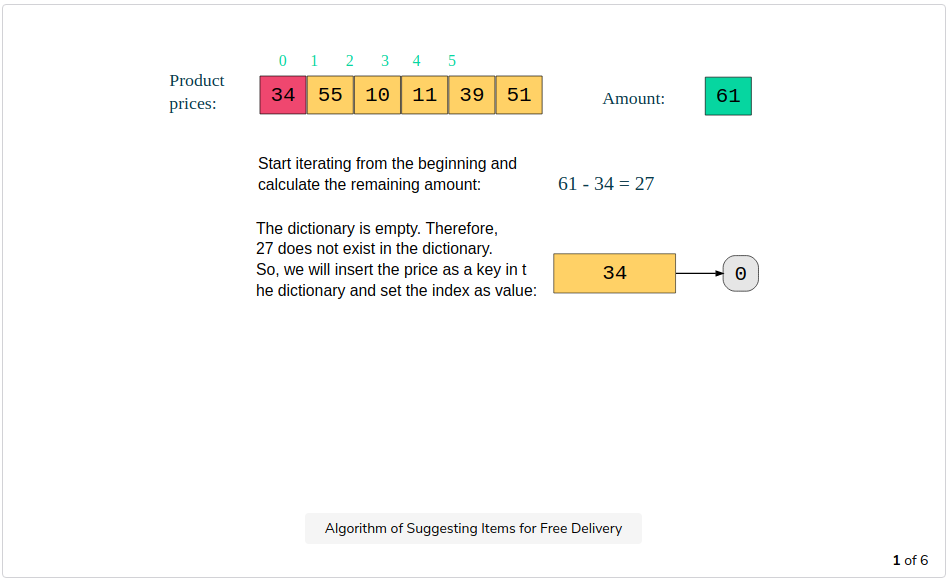 0 1 2 3 4 5
Product
prices:
34 55 10 11 39 51
Amount:
61
Start iterating from the beginning and
calculate the remaining amount:
61 - 34 = 27
The dictionary is empty. Therefore,
27 does not exist in the dictionary.
So, we will insert the price as a key in t
he dictionary and set the index as value:
34
0
Algorithm of Suggesting Items for Free Delivery
1 of 6